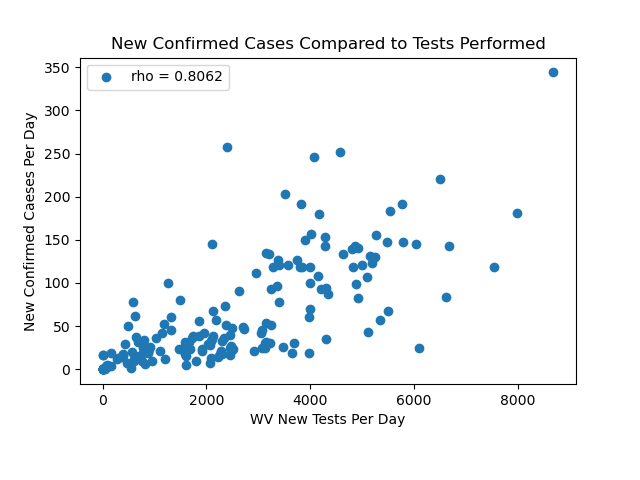 New Confirmed Cases Compared to Tests Performed
rho = 0.8062
350
300
250
200
150
100
50
0
New Confirmed Caeses Per Day
0 2000 4000 6000 8000
WV New Tests Per Day